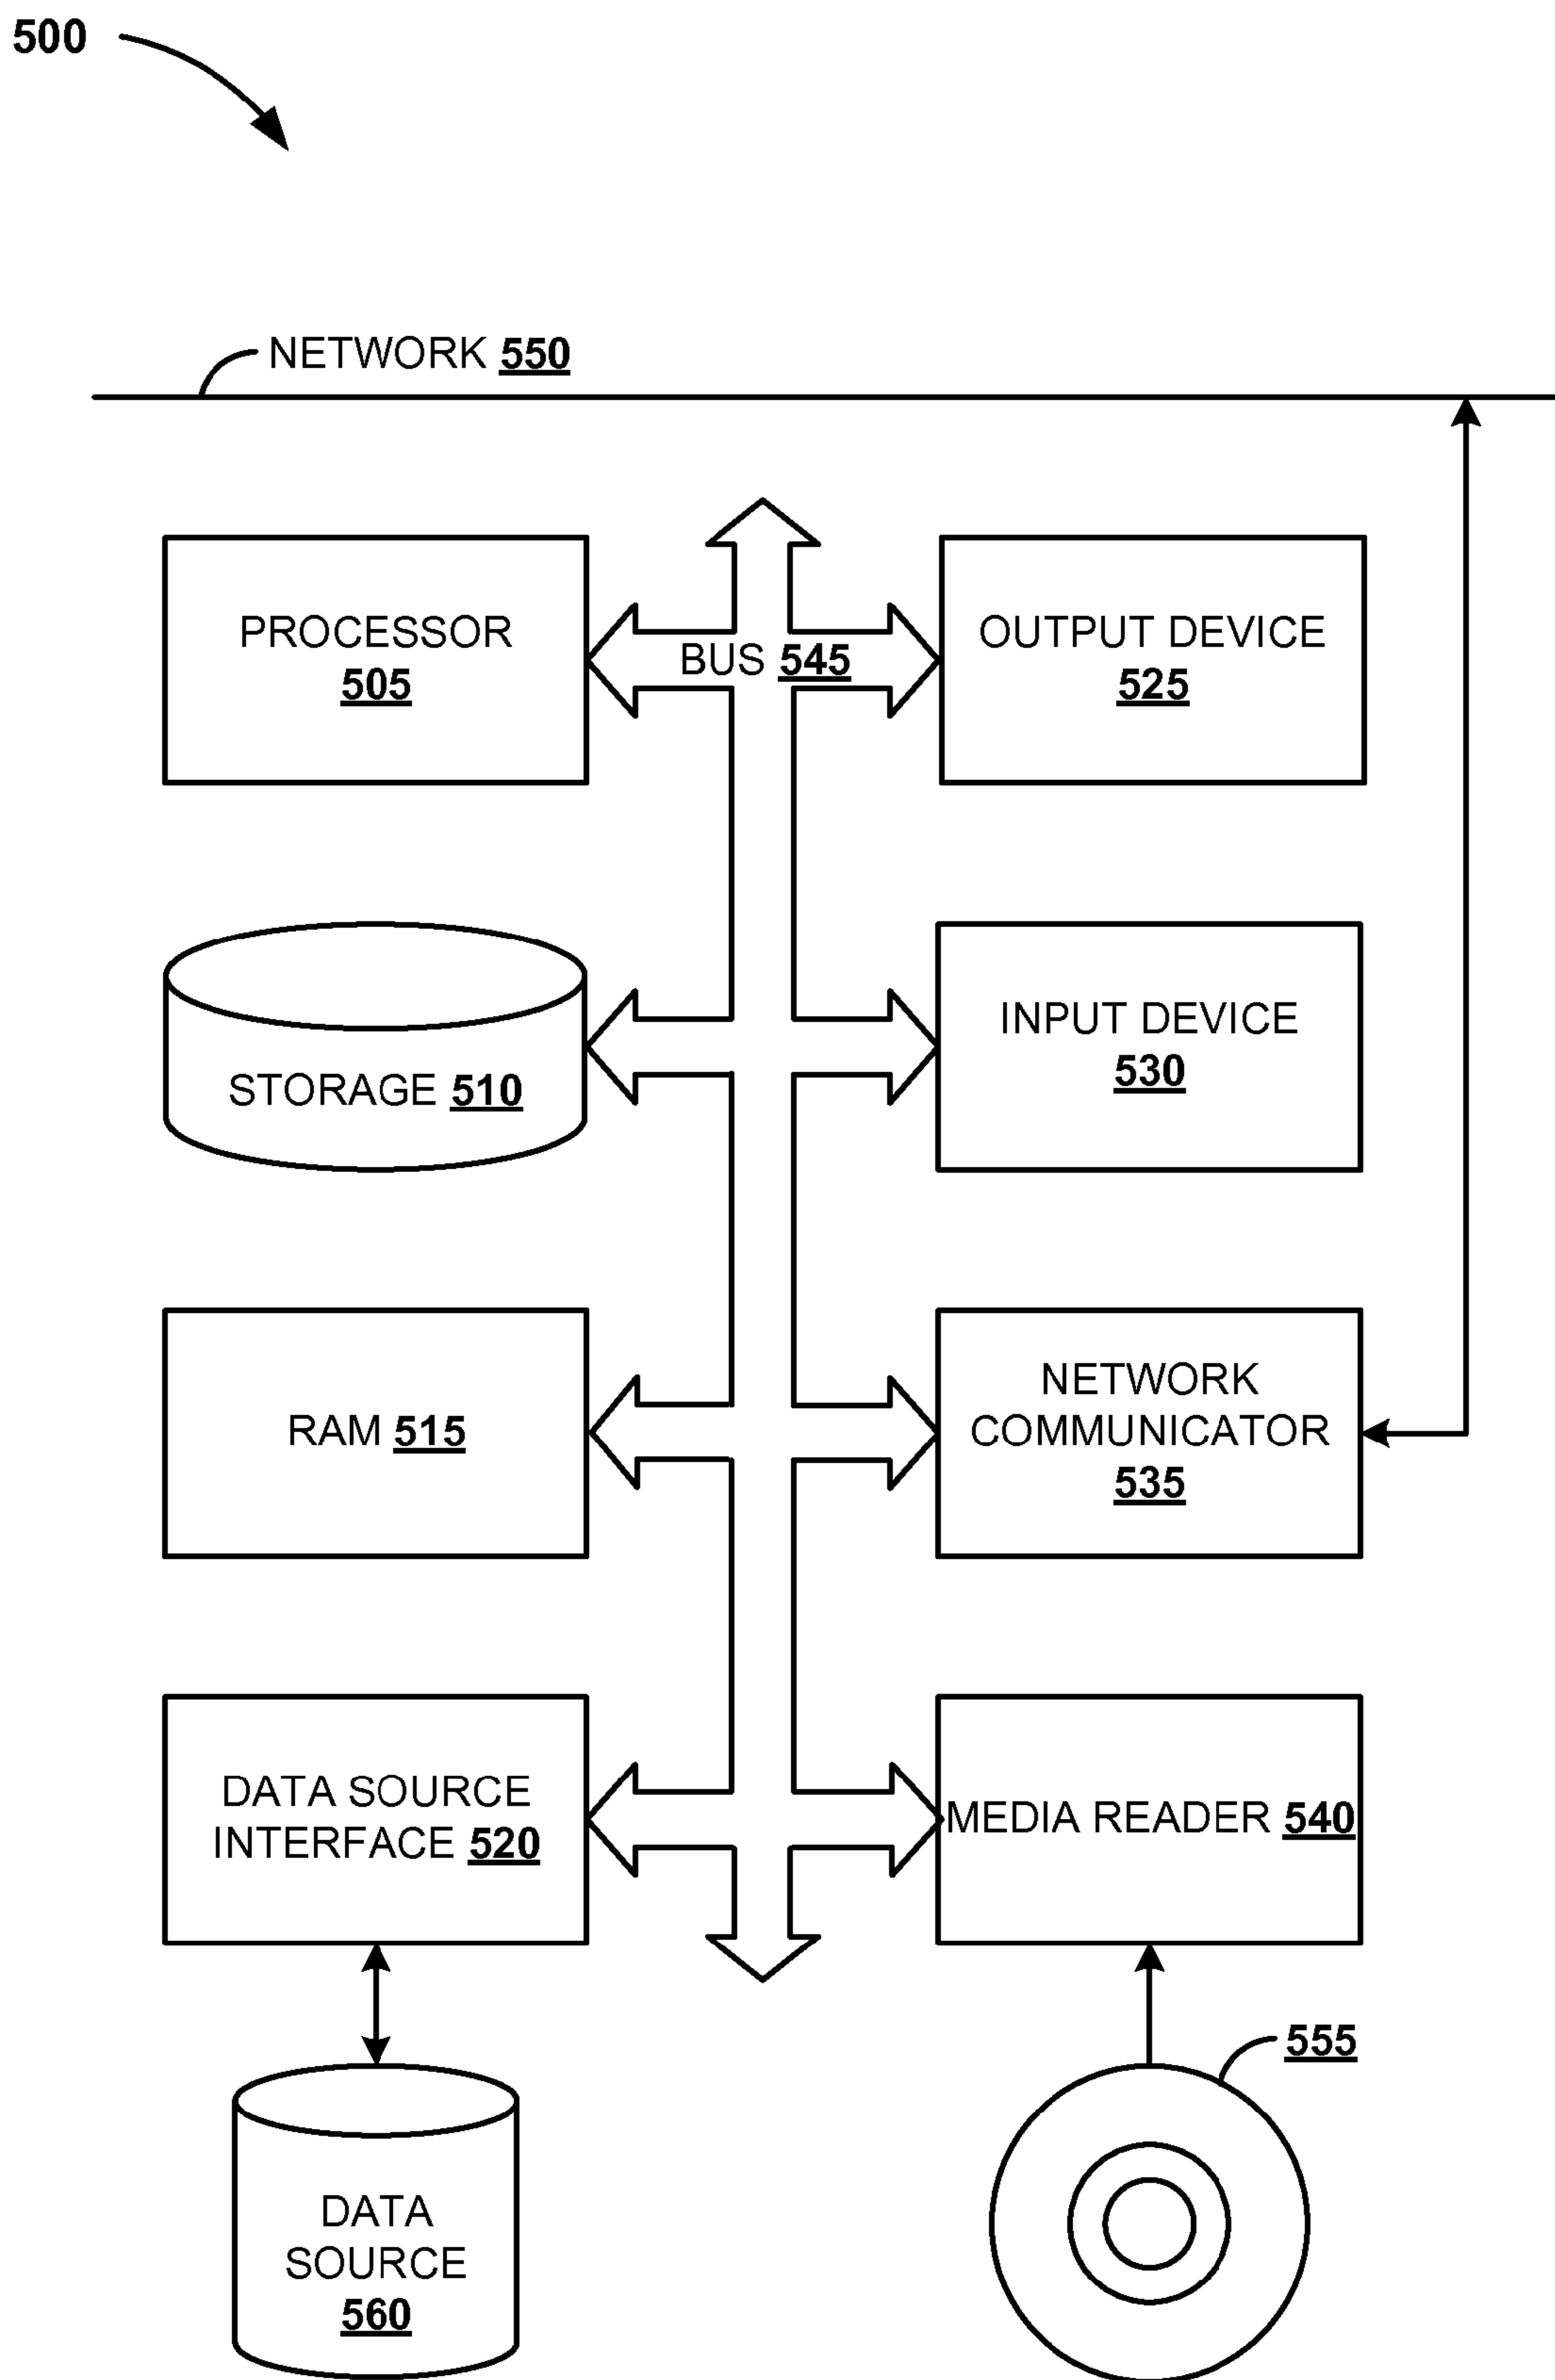 500
NETWORK 550
PROCESSOR
505
BUS 545
OUTPUT DEVICE
525
STORAGE 510
INPUT DEVICE
530
RAM 515
NETWORK
COMMUNICATOR
535
DATA SOURCE
INTERFACE 520
MEDIA READER 540
555
DATA
SOURCE
560